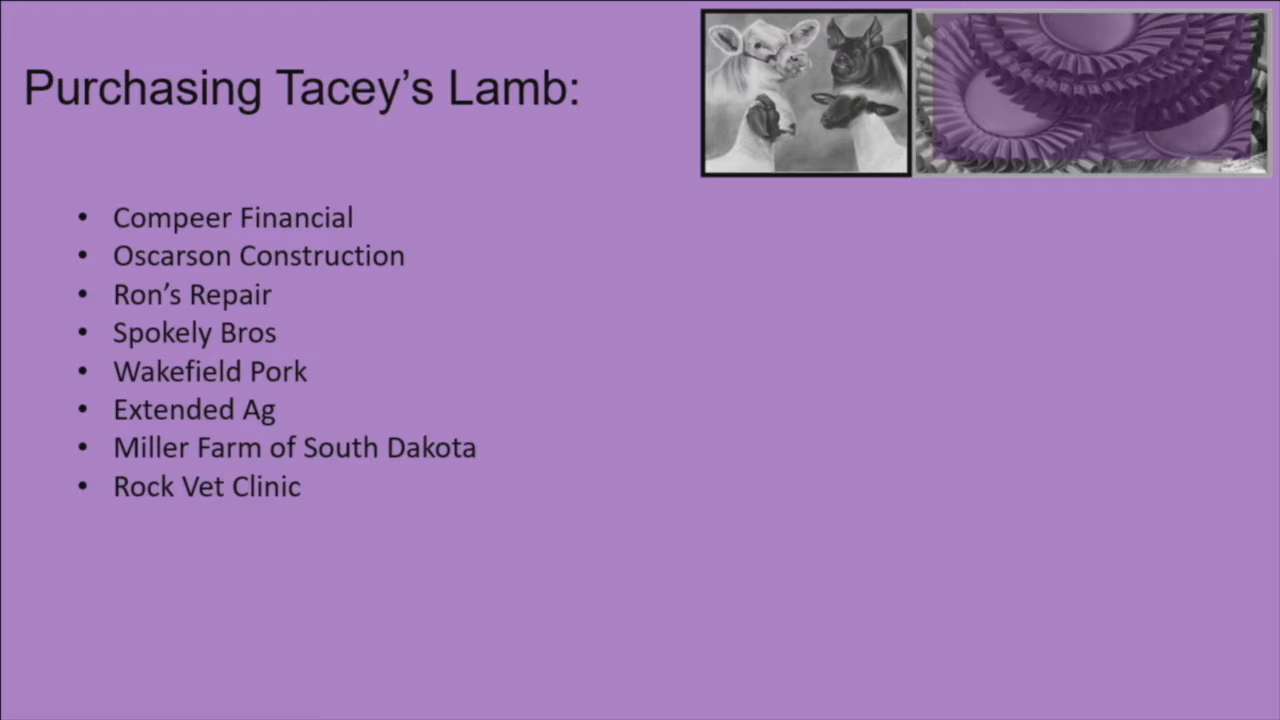 Purchasing Tacey’s Lamb:
• Compeer Financial
• Oscarson Construction
• Ron’s Repair
• Spokely Bros
• Wakefield Pork
• Extended Ag
• Miller Farm of South Dakota
• Rock Vet Clinic